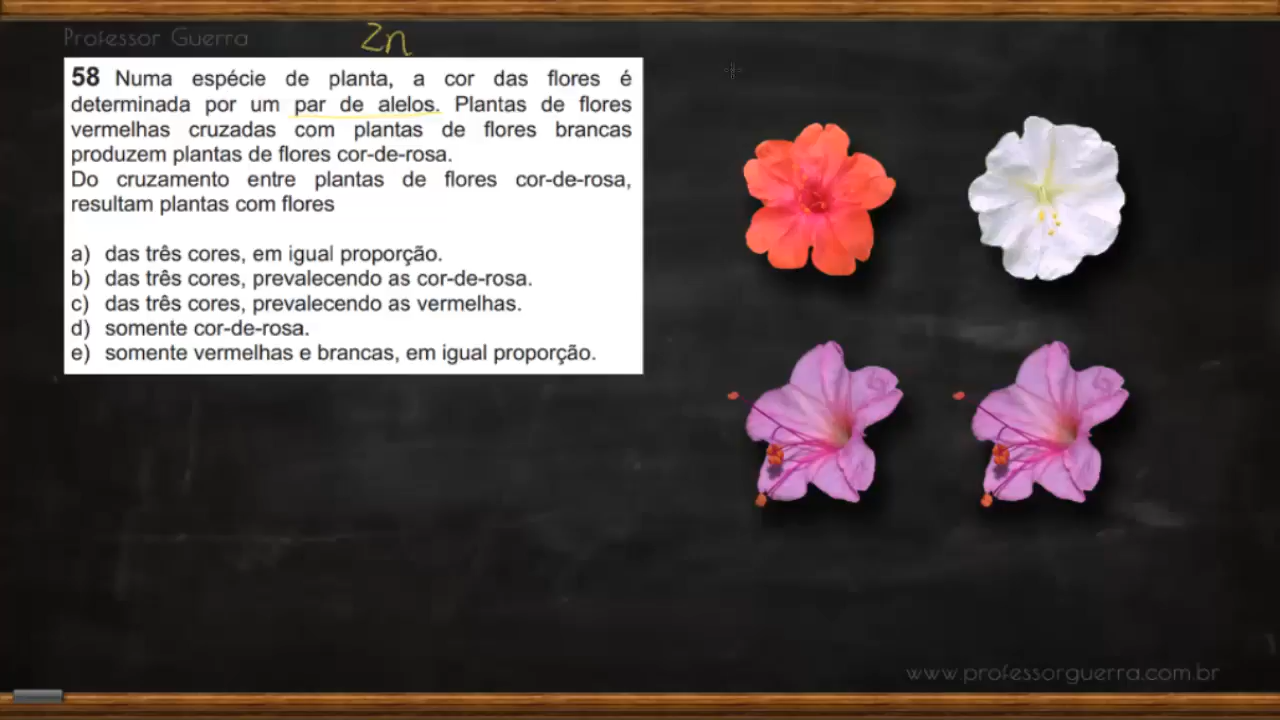 Professor Guerra
2n
58 Numa espécie de planta, a cor das flores é
determinada por um par de alelos. Plantas de flores
vermelhas cruzadas com plantas de flores brancas
produzem plantas de flores cor-de-rosa.
Do cruzamento entre plantas de flores cor-de-rosa,
resultam plantas com flores
a) das três cores, em igual proporção.
b) das três cores, prevalecendo as cor-de-rosa.
c) das três cores, prevalecendo as vermelhas.
d) somente cor-de-rosa.
e) somente vermelhas e brancas, em igual proporção.
www.professorguerra.com.br